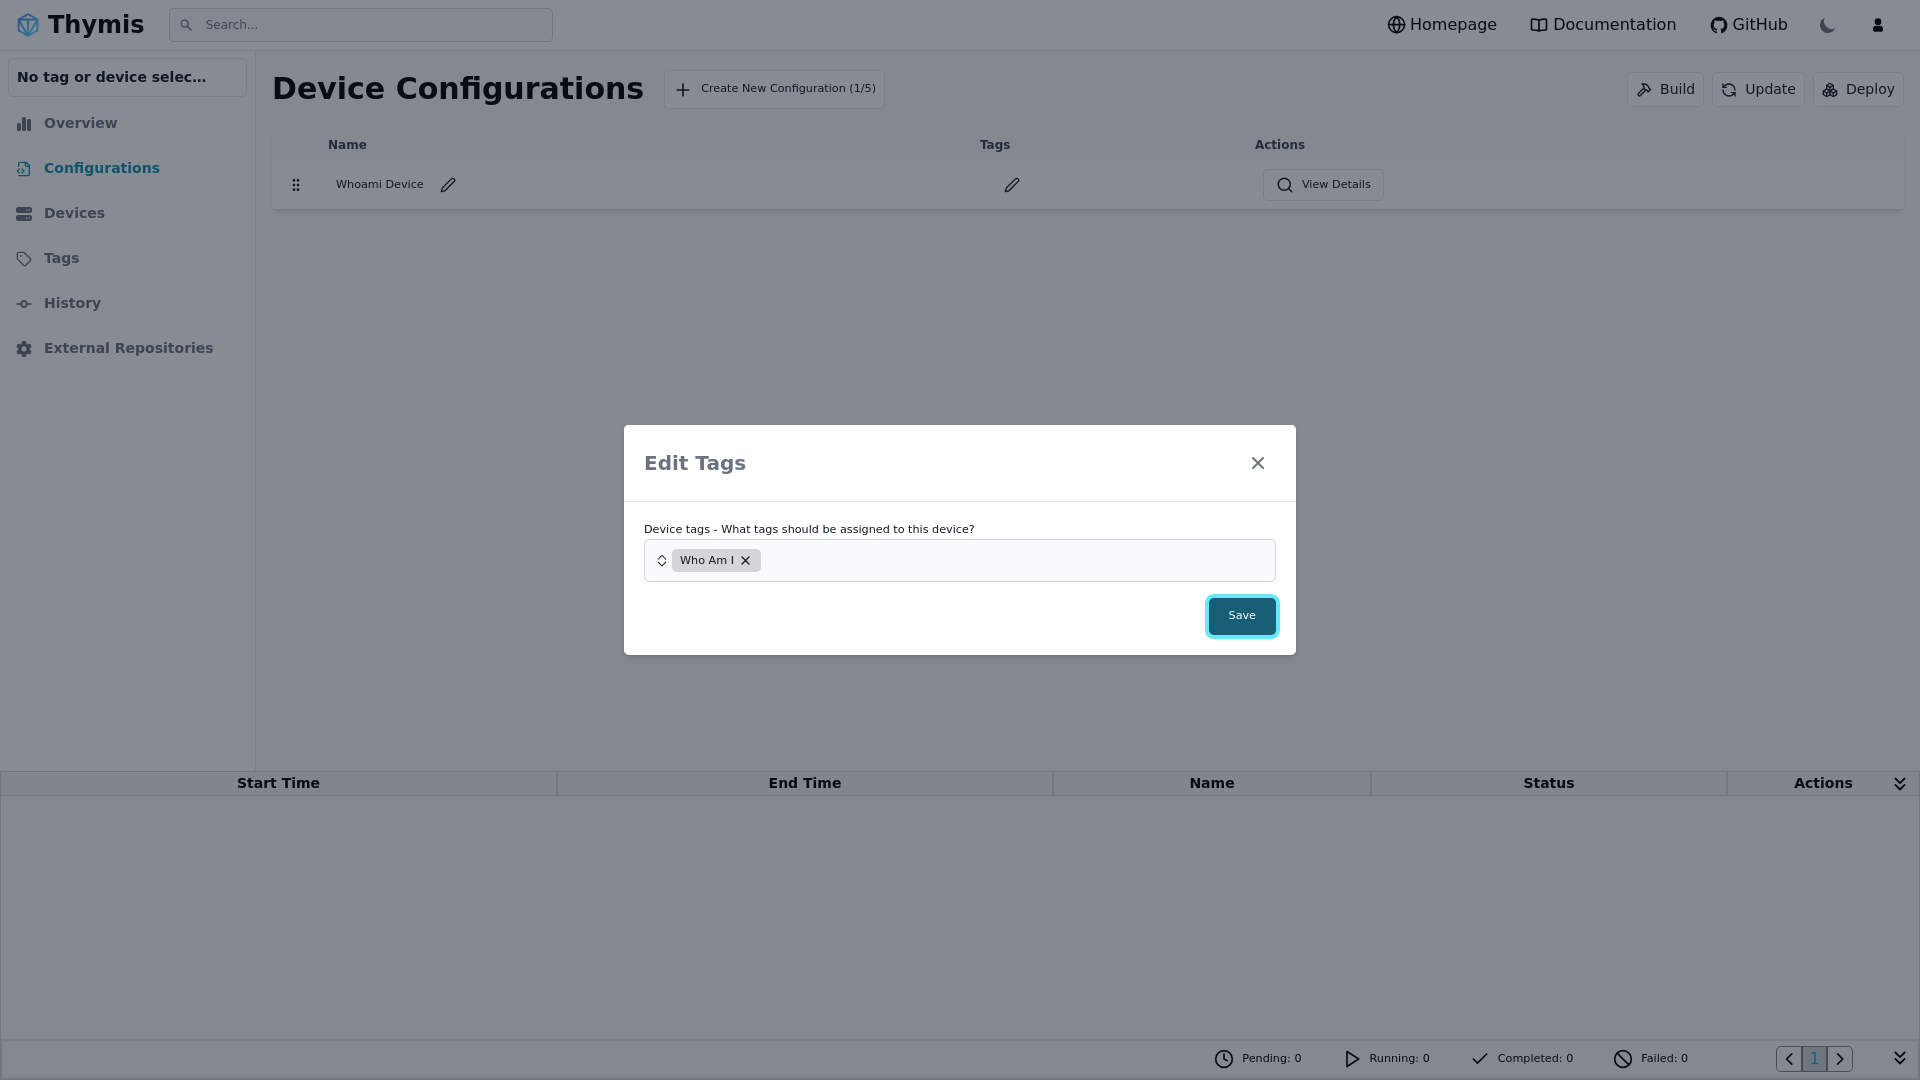 Thymis
Search...
Homepage
Documentation
GitHub
No tag or device selec...
Overview
Configurations
Devices
Tags
History
External Repositories
Device Configurations
Create New Configuration (1/5)
Build
Update
Deploy
Name Tags Actions
Whoami Device View Details
Edit Tags
Device tags - What tags should be assigned to this device?
Who Am I
Save
Start Time End Time Name Status Actions
Pending: 0 Running: 0 Completed: 0 Failed: 0 1